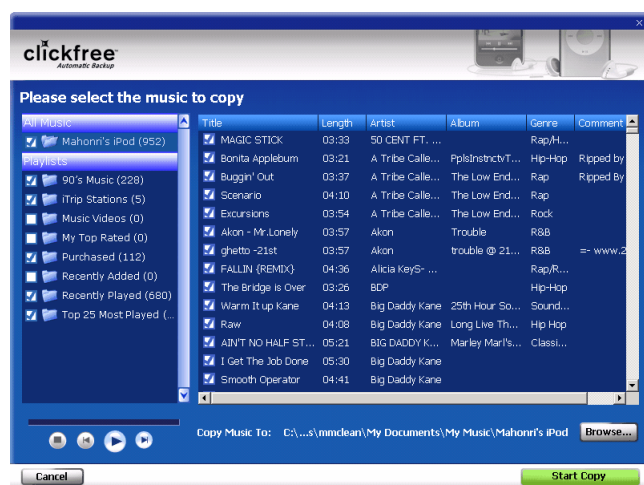 clickfree
Automatic Backup
Please select the music to copy
All Music
Mahonri's iPod (952)
Playlists
90's Music (228)
iTrip Stations (5)
Music Videos (0)
My Top Rated (0)
Purchased (112)
Recently Added (0)
Recently Played (680)
Top 25 Most Played (...
Title Length Artist Album Genre Comment
MAGIC STICK 03:33 50 CENT FT. ... Rap/H...
Bonita Applebum 03:21 A Tribe Calle... PplsInstnctvT... Hip-Hop Ripped by
Buggin' Out 03:37 A Tribe Calle... The Low End... Rap Ripped By
Scenario 04:10 A Tribe Calle... The Low End... Rap
Excursions 03:54 A Tribe Calle... The Low End... Rock
Akon - Mr.Lonely 03:57 Akon Trouble R&B
ghetto -21st 03:57 Akon trouble @ 21... R&B =- www.2
FALLIN {REMIX} 04:36 Alicia KeyS- ... Rap/R...
The Bridge is Over 03:26 BDP Hip-Hop
Warm It up Kane 04:13 Big Daddy Kane 25th Hour So... Sound...
Raw 04:08 Big Daddy Kane Long Live Th... Hip Hop
AIN'T NO HALF ST... 05:21 BIG DADDY K... Marley Marl's... Classi...
I Get The Job Done 05:30 Big Daddy Kane
Smooth Operator 04:41 Big Daddy Kane
Copy Music To: C:\...s\mmclean\My Documents\My Music\Mahonri's iPod Browse...
Cancel Start Copy